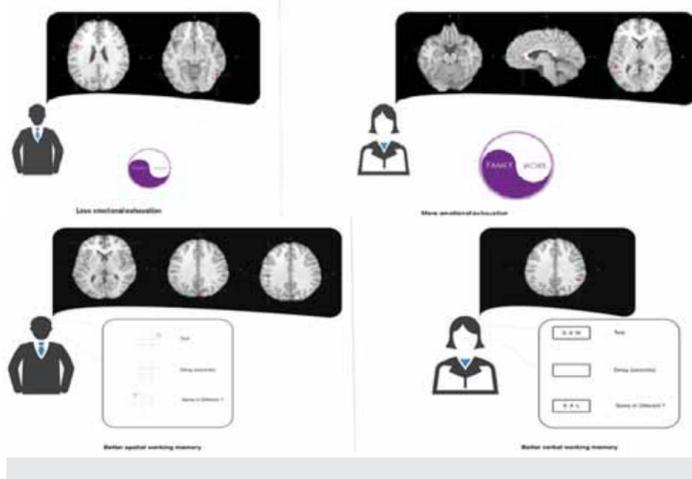 FAMILY WORK
Less emotional exhaustion
More emotional exhaustion
Test
Delay (seconds)
Same or Different ?
Test
Delay (seconds)
Same or Different ?
Better spatial working memory
Better verbal working memory